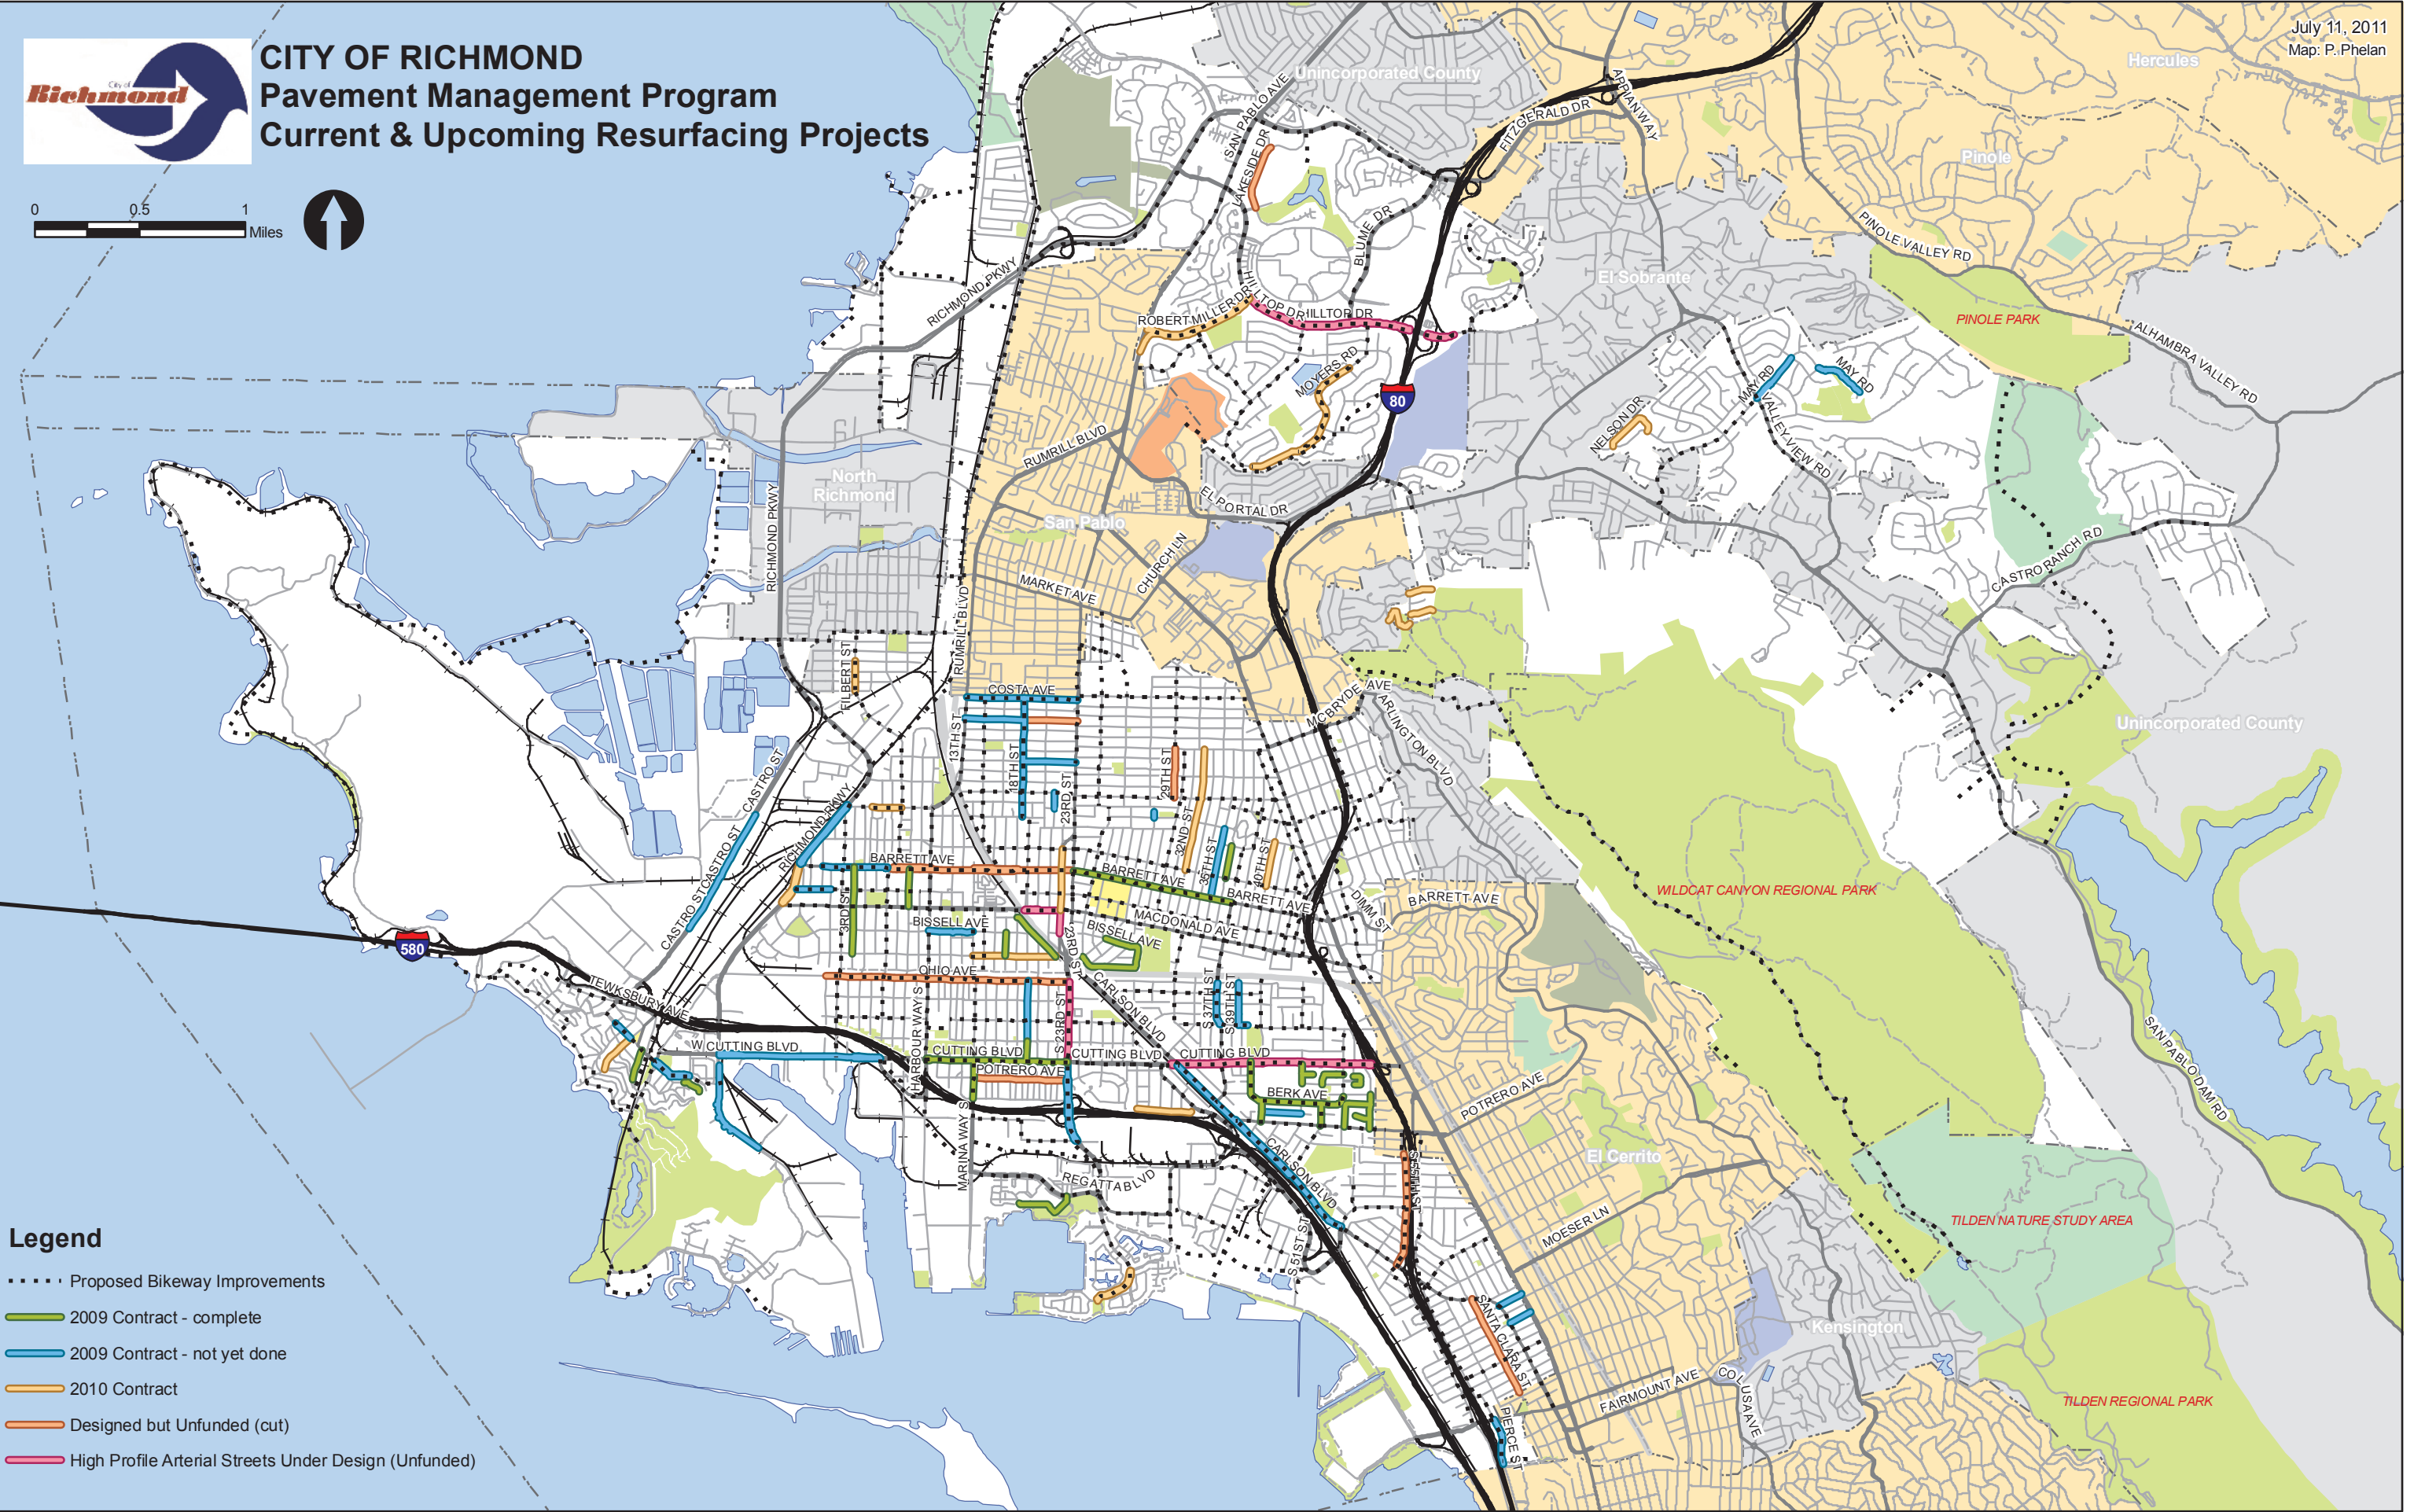 City of
Richmond
CITY OF RICHMOND
Pavement Management Program
Current & Upcoming Resurfacing Projects
July 11, 2011
Map: P. Phelan
0
0.5
1
Miles
Unincorporated County
Hercules
Pinole
SAN PABLO AVE
LAKESIDE DR
FITZGERALD DR
APPIAN WAY
BLUME DR
PINOLE VALLEY RD
El Sobrante
RICHMOND PKWY
ROBERT MILLER DR
HILLTOP DR
HILLTOP DR
PINOLE PARK
ALHAMBRA VALLEY RD
MOYERS RD
80
MAY RD
MAY RD
NELSON DR
VALLEY VIEW RD
RUMRILL BLVD
North
Richmond
RICHMOND PKWY
EL PORTAL DR
San Pablo
CHURCH LN
MARKET AVE
CASTRO RANCH RD
RUMRILL BLVD
FILBERT ST
COSTA AVE
MCBRYDE AVE
ARLINGTON BLVD
Unincorporated County
13TH ST
18TH ST
23RD ST
29TH ST
32ND ST
35TH ST
40TH ST
CASTRO ST
CASTRO ST
CASTRO ST
RICHMOND PKWY
BARRETT AVE
BARRETT AVE
BARRETT AVE
BARRETT AVE
DIMM ST
WILDCAT CANYON REGIONAL PARK
3RD ST
BISSELL AVE
BISSELL AVE
MACDONALD AVE
23RD ST
580
OHIO AVE
CARLSON BLVD
S 37TH ST
S 39TH ST
TEWKSBURY AVE
HARBOUR WAY S
S 23RD ST
W CUTTING BLVD
CUTTING BLVD
CUTTING BLVD
CUTTING BLVD
POTRERO AVE
BERK AVE
POTRERO AVE
SAN PABLO DAM RD
MARINA WAY S
CARLSON BLVD
El Cerrito
REGATTA BLVD
S 55TH ST
S 51ST ST
MOESER LN
TILDEN NATURE STUDY AREA
SANTA CLARA ST
Kensington
FAIRMOUNT AVE
COLUSA AVE
TILDEN REGIONAL PARK
PIERCE ST
Legend
Proposed Bikeway Improvements
2009 Contract - complete
2009 Contract - not yet done
2010 Contract
Designed but Unfunded (cut)
High Profile Arterial Streets Under Design (Unfunded)